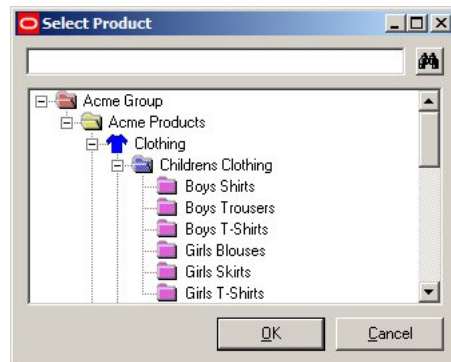 Select Product
Acme Group
Acme Products
Clothing
Childrens Clothing
Boys Shirts
Boys Trousers
Boys T-Shirts
Girls Blouses
Girls Skirts
Girls T-Shirts
OK Cancel